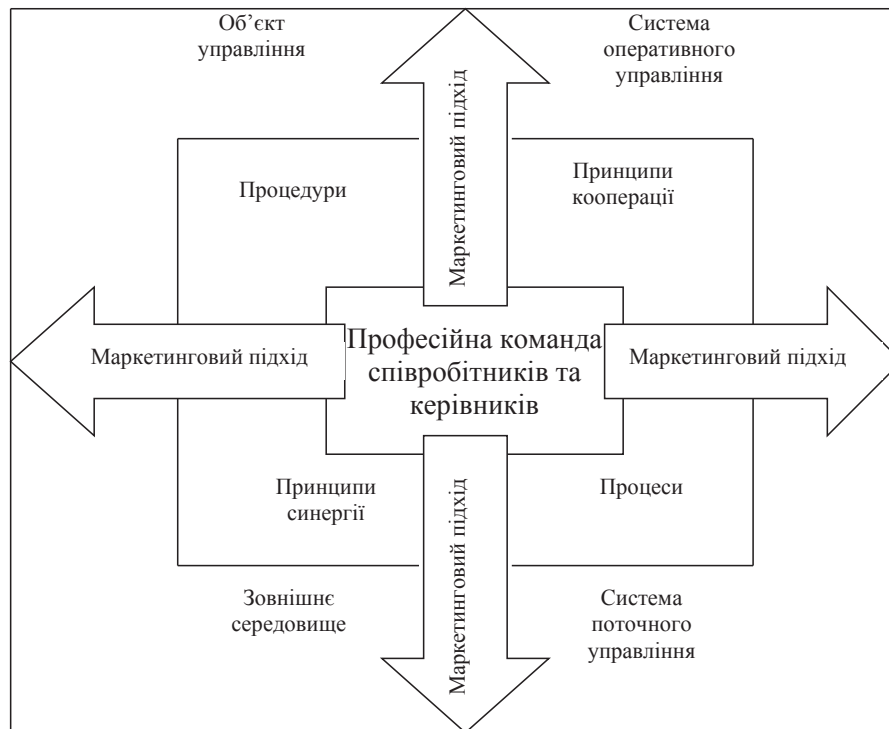 Об’єкт
управління
Система
оперативного
управління
Маркетинговий підхід
Процедури
Принципи
кооперації
Маркетинговий підхід
Професійна команда
співробітників та
керівників
Маркетинговий підхід
Принципи
синергії
Процеси
Маркетинговий підхід
Зовнішнє
середовище
Система
поточного
управління